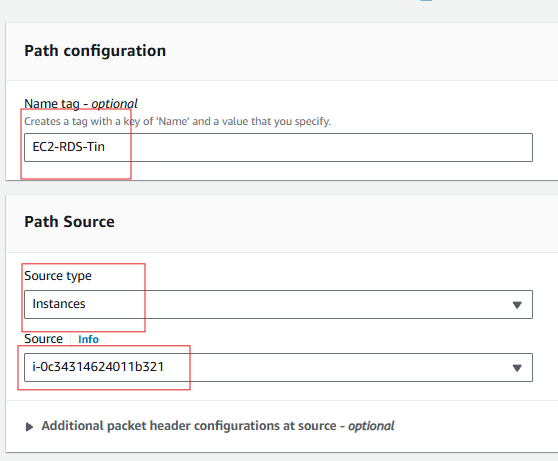 Path configuration
Name tag - optional
Creates a tag with a key of 'Name' and a value that you specify.
EC2-RDS-Tin
Path Source
Source type
Instances
Source Info
i-0c34314624011b321
Additional packet header configurations at source - optional